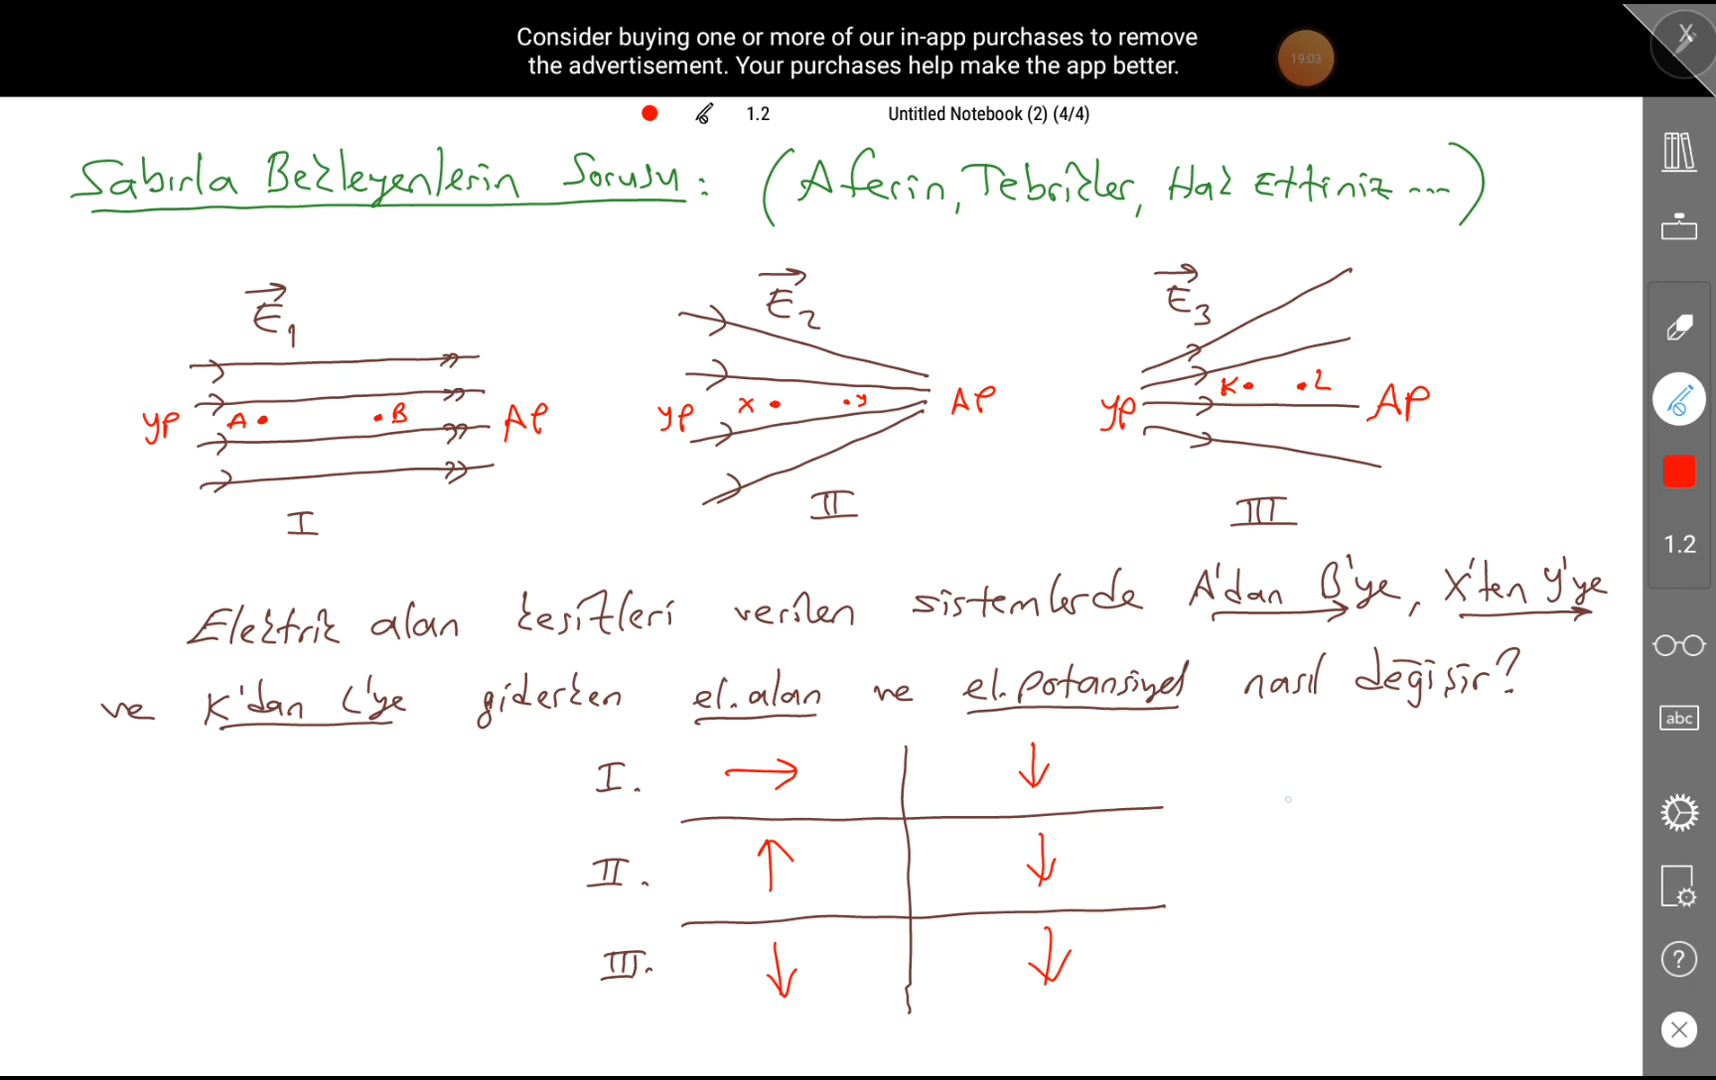 Consider buying one or more of our in-app purchases to remove
the advertisement. Your purchases help make the app better.
19:03
X
1.2 Untitled Notebook (2) (4/4)
Sabırla Bekleyenlerin Sorusu: (Aferin, Tebrikler, Hak Ettiniz ...)
E₁ E₂ E₃
YP A B AP YP X Y AP YP K L AP
I II III
Elektrik alan kesitleri verilen sistemlerde A'dan B'ye, X'ten Y'ye
ve K'dan L'ye giderken el. alan ve el. potansiyel nasıl değişir?
I. → ↓
II. ↑ ↓
III. ↓ ↓
1.2
abc
?